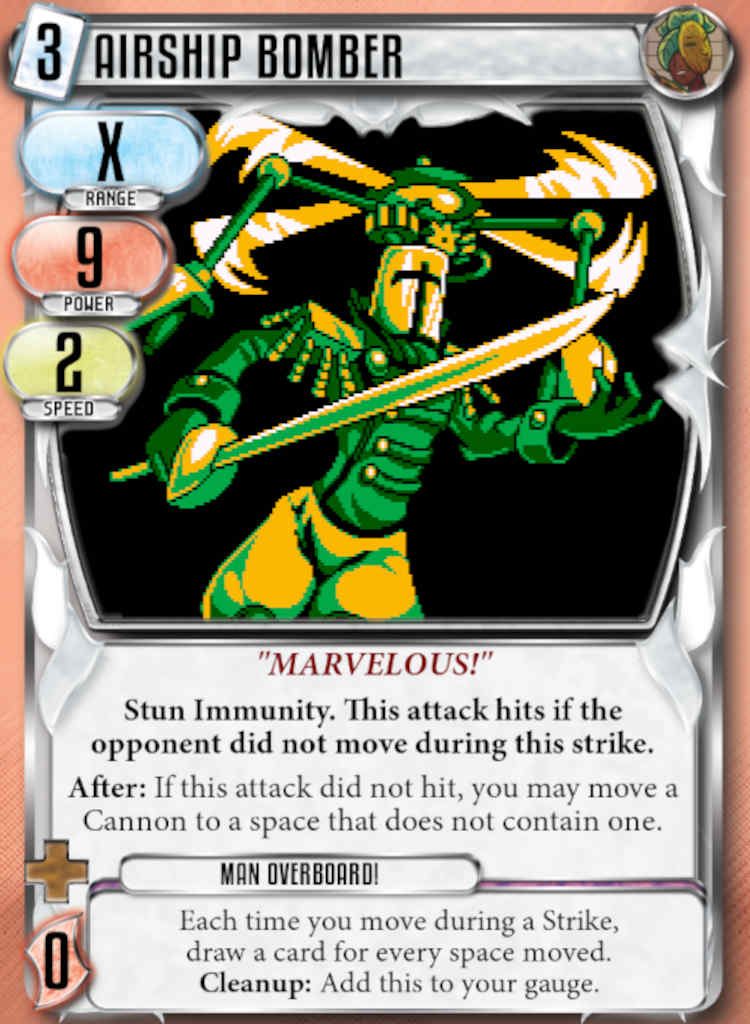 3
AIRSHIP BOMBER
X
RANGE
9
POWER
2
SPEED
"MARVELOUS!"
Stun Immunity. This attack hits if the
opponent did not move during this strike.
After: If this attack did not hit, you may move a
Cannon to a space that does not contain one.
MAN OVERBOARD!
0
Each time you move during a Strike,
draw a card for every space moved.
Cleanup: Add this to your gauge.